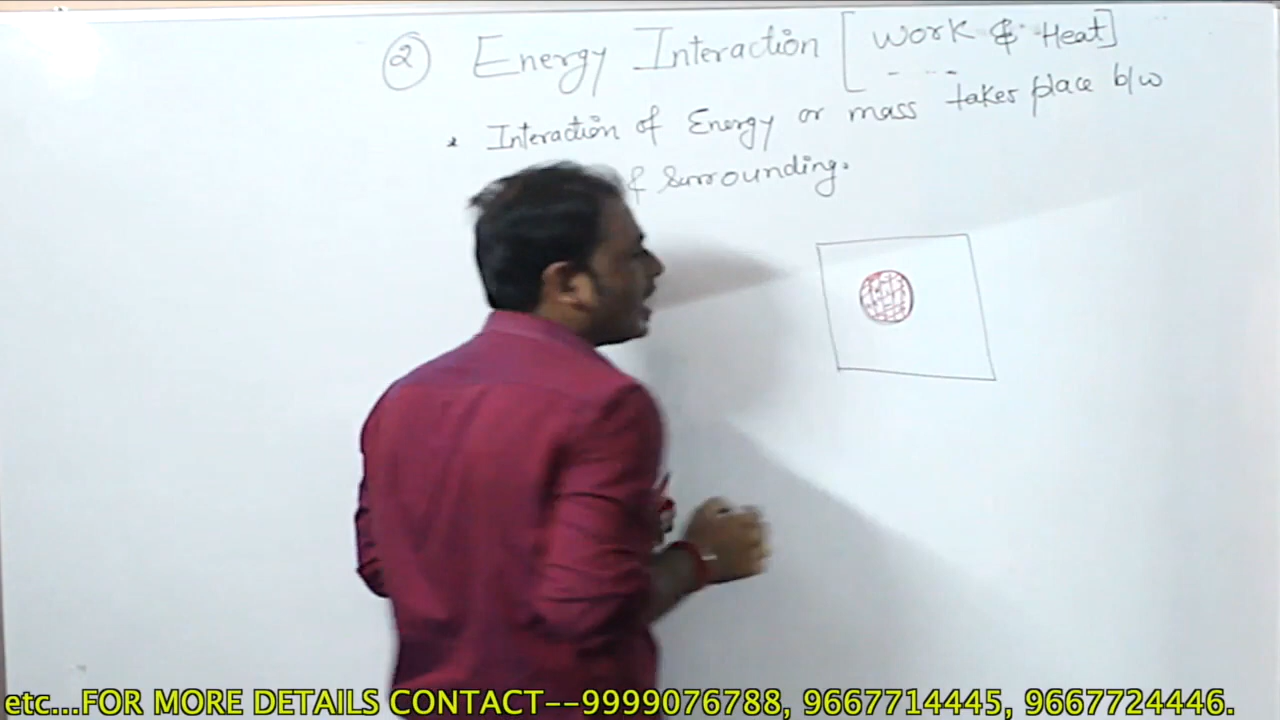 ② Energy Interaction [Work & Heat]
* Interaction of Energy or mass takes place b/w
& Surrounding.
etc...FOR MORE DETAILS CONTACT--9999076788, 9667714445, 9667724446.